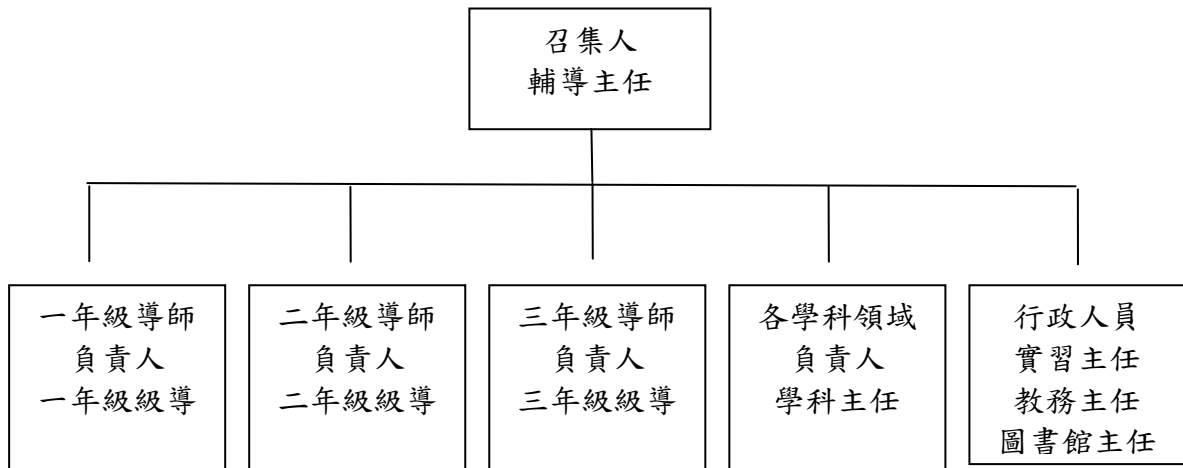 召集人
輔導主任
一年級導師
負責人
一年級級導
二年級導師
負責人
二年級級導
三年級導師
負責人
三年級級導
各學科領域
負責人
學科主任
行政人員
實習主任
教務主任
圖書館主任